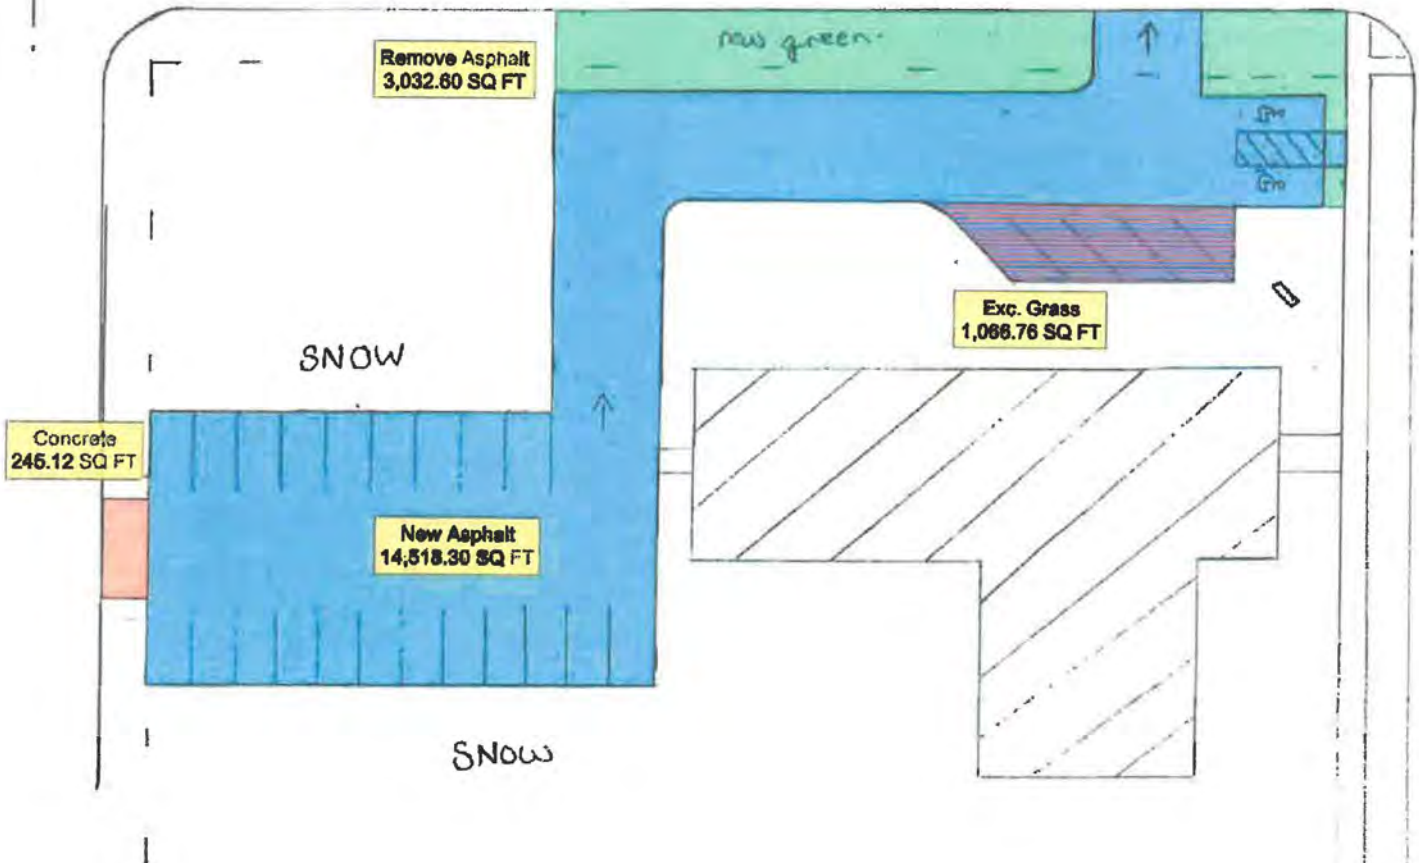 new green.
Remove Asphalt
3,032.60 SQ FT
Exc. Grass
1,066.76 SQ FT
SNOW
Concrete
245.12 SQ FT
New Asphalt
14,518.30 SQ FT
SNOW